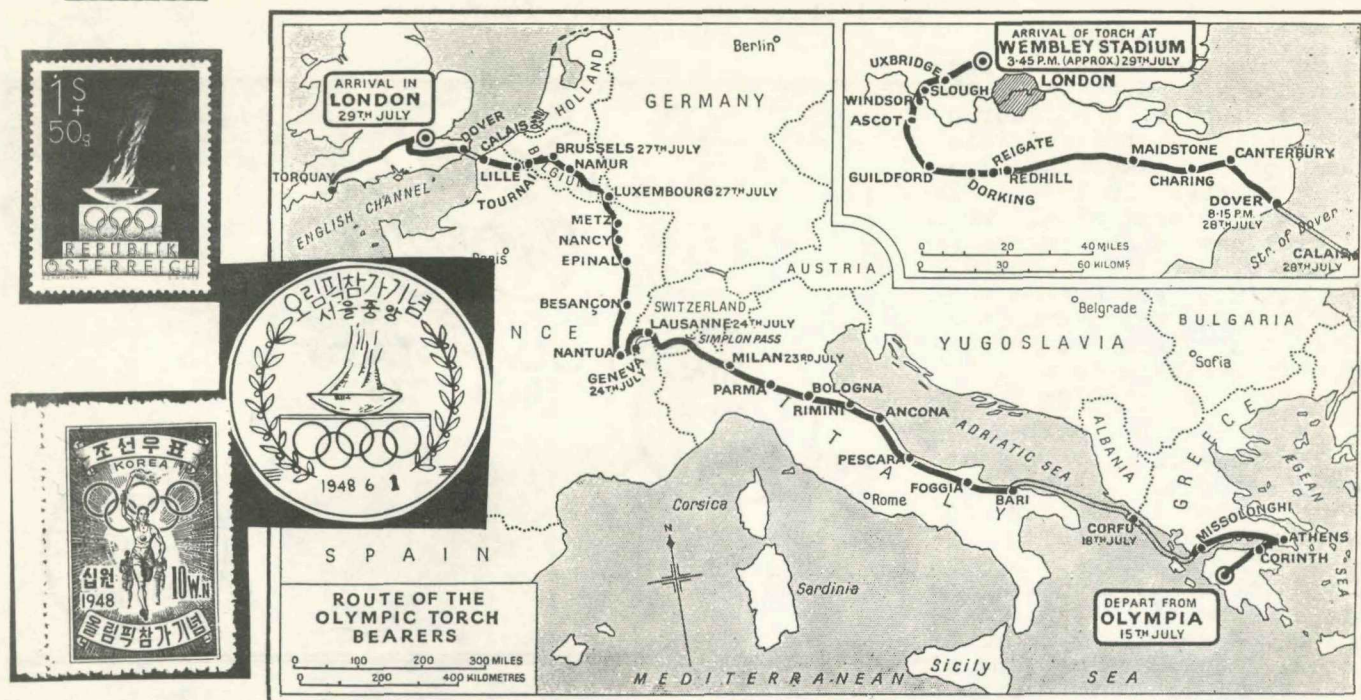 1S
+
50g
REPUBLIK
ÖSTERREICH
오림픽참가기념
서울중앙
1948 6 1
조선우표
KOREA
십원
1948
10 W.N
올림픽참가기념
ARRIVAL IN
LONDON
29TH JULY
TORQUAY
ENGLISH CHANNEL
DOVER
CALAIS
LILLE
TOURNAI
BELGIUM
HOLLAND
BRUSSELS 27TH JULY
NAMUR
LUXEMBOURG 27TH JULY
METZ
NANCY
EPINAL
BESANÇON
NANTUA
GENEVA
24TH JULY
LAUSANNE 24TH JULY
SIMPLON PASS
SWITZERLAND
AUSTRIA
GERMANY
Berlin
Paris
NCE
MILAN 23RD JULY
PARMA
BOLOGNA
RIMINI
ANCONA
PESCARA
FOGGIA
BARI
ITALY
Rome
Corsica
Sardinia
Sicily
SPAIN
ADRIATIC SEA
YUGOSLAVIA
Belgrade
BULGARIA
Sofia
ALBANIA
GREECE
ÆGEAN
SEA
CORFU
18TH JULY
MISSOLONGHI
ATHENS
CORINTH
DEPART FROM
OLYMPIA
15TH JULY
MEDITERRANEAN SEA
N
ROUTE OF THE
OLYMPIC TORCH
BEARERS
0 100 200 300 MILES
0 200 400 KILOMETRES
ARRIVAL OF TORCH AT
WEMBLEY STADIUM
3·45 P.M. (APPROX.) 29TH JULY
UXBRIDGE
SLOUGH
LONDON
WINDSOR
ASCOT
GUILDFORD
DORKING
REIGATE
REDHILL
MAIDSTONE
CHARING
CANTERBURY
DOVER
8·15 P.M.
28TH JULY
Str. of Dover
CALAIS
28TH JULY
0 20 40 MILES
0 30 60 KILOMS